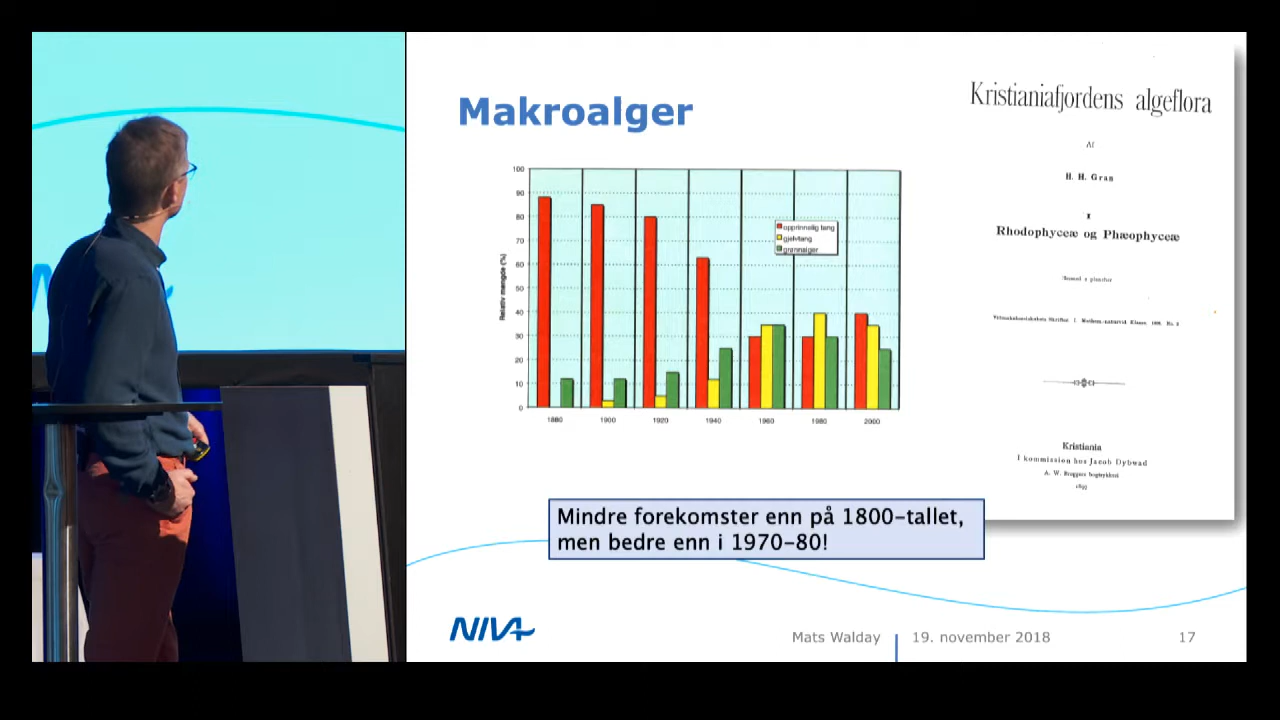 Makroalger
100
90
80
70
60
50
40
30
20
10
0
Relativ mengde (%)
opprinnelig tang
gjelvtang
grønnalger
1880
1900
1920
1940
1960
1980
2000
Kristianiafjordens algeflora
Af
H. H. Gran
I
Rhodophyceæ og Phæophyceæ
Kristiania
I kommission hos Jacob Dybwad
A. W. Brøggers bogtrykkeri
Mindre forekomster enn på 1800-tallet,
men bedre enn i 1970-80!
NIVA
Mats Walday
19. november 2018
17